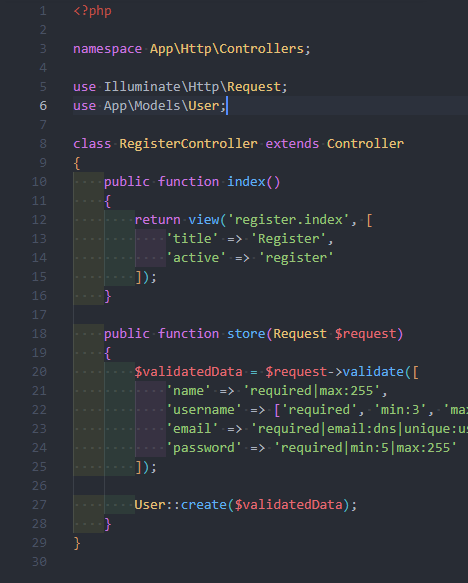 1 <?php
2
3 namespace App\Http\Controllers;
4
5 use Illuminate\Http\Request;
6 use App\Models\User;
7
8 class RegisterController extends Controller
9 {
10 public function index()
11 {
12 return view('register.index', [
13 'title' => 'Register',
14 'active' => 'register'
15 ]);
16 }
17
18 public function store(Request $request)
19 {
20 $validatedData = $request->validate([
21 'name' => 'required|max:255',
22 'username' => ['required', 'min:3',
23 'email' => 'required|email:dns|unique:
24 'password' => 'required|min:5|max:255'
25 ]);
26
27 User::create($validatedData);
28 }
29 }
30